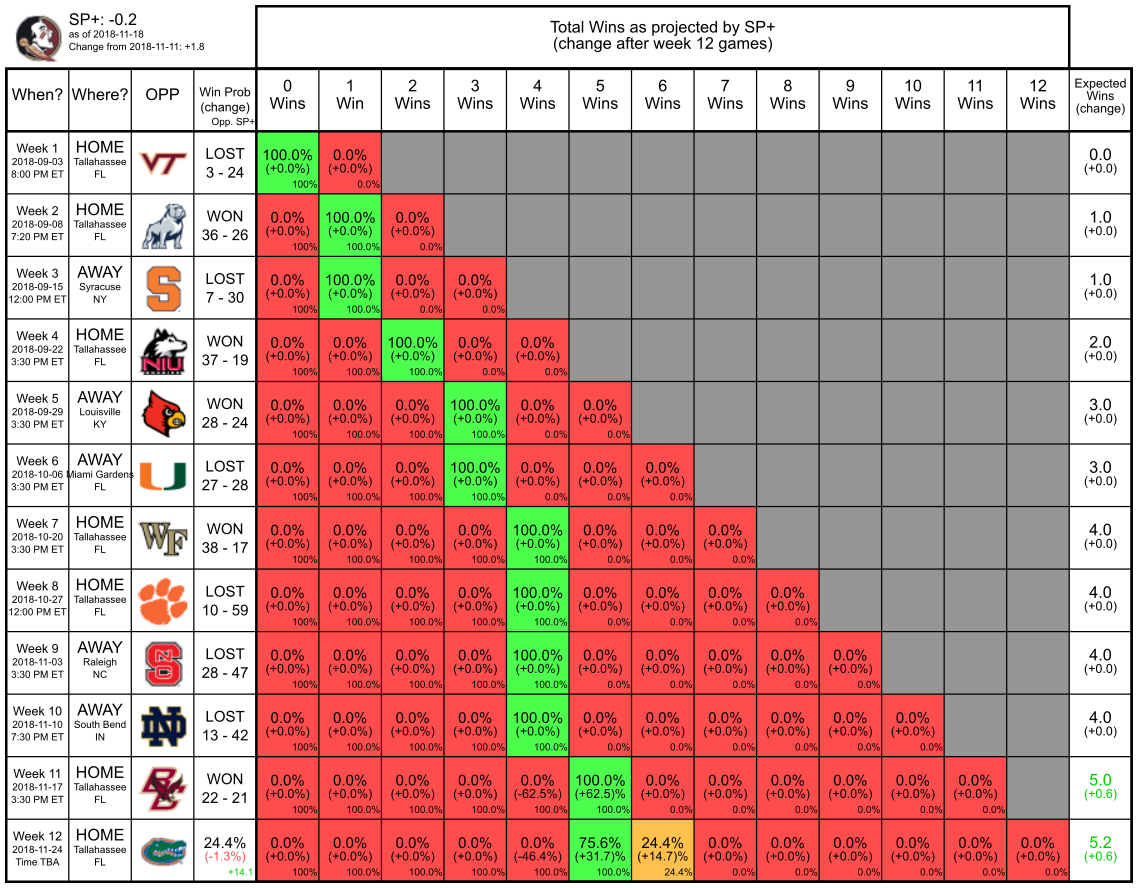 SP+: -0.2
as of 2018-11-18
Change from 2018-11-11: +1.8
Total Wins as projected by SP+
(change after week 12 games)
When? Where? OPP Win Prob (change) Opp. SP+ 0 Wins 1 Win 2 Wins 3 Wins 4 Wins 5 Wins 6 Wins 7 Wins 8 Wins 9 Wins 10 Wins 11 Wins 12 Wins Expected Wins (change)
Week 1 HOME LOST 100.0% 0.0% 0.0
2018-09-03 Tallahassee VT 3 - 24 (+0.0%) (+0.0%) (+0.0)
8:00 PM ET FL 100% 0.0%
Week 2 HOME WON 0.0% 100.0% 0.0% 1.0
2018-09-08 Tallahassee 36 - 26 (+0.0%) (+0.0%) (+0.0%) (+0.0)
7:20 PM ET FL 100% 100.0% 0.0%
Week 3 AWAY LOST 0.0% 100.0% 0.0% 0.0% 1.0
2018-09-15 Syracuse S 7 - 30 (+0.0%) (+0.0%) (+0.0%) (+0.0%) (+0.0)
12:00 PM ET NY 100% 100.0% 0.0% 0.0%
Week 4 HOME WON 0.0% 0.0% 100.0% 0.0% 0.0% 2.0
2018-09-22 Tallahassee NIU 37 - 19 (+0.0%) (+0.0%) (+0.0%) (+0.0%) (+0.0%) (+0.0)
3:30 PM ET FL 100% 100.0% 100.0% 0.0% 0.0%
Week 5 AWAY WON 0.0% 0.0% 0.0% 100.0% 0.0% 0.0% 3.0
2018-09-29 Louisville 28 - 24 (+0.0%) (+0.0%) (+0.0%) (+0.0%) (+0.0%) (+0.0%) (+0.0)
3:30 PM ET KY 100% 100.0% 100.0% 100.0% 0.0% 0.0%
Week 6 AWAY LOST 0.0% 0.0% 0.0% 100.0% 0.0% 0.0% 0.0% 3.0
2018-10-06 Miami Gardens U 27 - 28 (+0.0%) (+0.0%) (+0.0%) (+0.0%) (+0.0%) (+0.0%) (+0.0%) (+0.0)
3:30 PM ET FL 100% 100.0% 100.0% 100.0% 0.0% 0.0% 0.0%
Week 7 HOME WON 0.0% 0.0% 0.0% 0.0% 100.0% 0.0% 0.0% 0.0% 4.0
2018-10-20 Tallahassee WF 38 - 17 (+0.0%) (+0.0%) (+0.0%) (+0.0%) (+0.0%) (+0.0%) (+0.0%) (+0.0%) (+0.0)
3:30 PM ET FL 100% 100.0% 100.0% 100.0% 100.0% 0.0% 0.0% 0.0%
Week 8 HOME LOST 0.0% 0.0% 0.0% 0.0% 100.0% 0.0% 0.0% 0.0% 0.0% 4.0
2018-10-27 Tallahassee 10 - 59 (+0.0%) (+0.0%) (+0.0%) (+0.0%) (+0.0%) (+0.0%) (+0.0%) (+0.0%) (+0.0%) (+0.0)
12:00 PM ET FL 100% 100.0% 100.0% 100.0% 100.0% 0.0% 0.0% 0.0% 0.0%
Week 9 AWAY LOST 0.0% 0.0% 0.0% 0.0% 100.0% 0.0% 0.0% 0.0% 0.0% 0.0% 4.0
2018-11-03 Raleigh NCS 28 - 47 (+0.0%) (+0.0%) (+0.0%) (+0.0%) (+0.0%) (+0.0%) (+0.0%) (+0.0%) (+0.0%) (+0.0%) (+0.0)
3:30 PM ET NC 100% 100.0% 100.0% 100.0% 100.0% 0.0% 0.0% 0.0% 0.0% 0.0%
Week 10 AWAY LOST 0.0% 0.0% 0.0% 0.0% 100.0% 0.0% 0.0% 0.0% 0.0% 0.0% 0.0% 4.0
2018-11-10 South Bend ND 13 - 42 (+0.0%) (+0.0%) (+0.0%) (+0.0%) (+0.0%) (+0.0%) (+0.0%) (+0.0%) (+0.0%) (+0.0%) (+0.0%) (+0.0)
7:30 PM ET IN 100% 100.0% 100.0% 100.0% 100.0% 0.0% 0.0% 0.0% 0.0% 0.0% 0.0%
Week 11 HOME WON 0.0% 0.0% 0.0% 0.0% 0.0% 100.0% 0.0% 0.0% 0.0% 0.0% 0.0% 0.0% 5.0
2018-11-17 Tallahassee BC 22 - 21 (+0.0%) (+0.0%) (+0.0%) (+0.0%) (-62.5%) (+62.5)% (+0.0%) (+0.0%) (+0.0%) (+0.0%) (+0.0%) (+0.0%) (+0.6)
3:30 PM ET FL 100% 100.0% 100.0% 100.0% 100.0% 100.0% 0.0% 0.0% 0.0% 0.0% 0.0% 0.0%
Week 12 HOME 24.4% 0.0% 0.0% 0.0% 0.0% 0.0% 75.6% 24.4% 0.0% 0.0% 0.0% 0.0% 0.0% 0.0% 5.2
2018-11-24 Tallahassee (-1.3%) (+0.0%) (+0.0%) (+0.0%) (+0.0%) (-46.4%) (+31.7)% (+14.7)% (+0.0%) (+0.0%) (+0.0%) (+0.0%) (+0.0%) (+0.0%) (+0.6)
Time TBA FL +14.1 100% 100.0% 100.0% 100.0% 100.0% 100.0% 24.4% 0.0% 0.0% 0.0% 0.0% 0.0% 0.0%